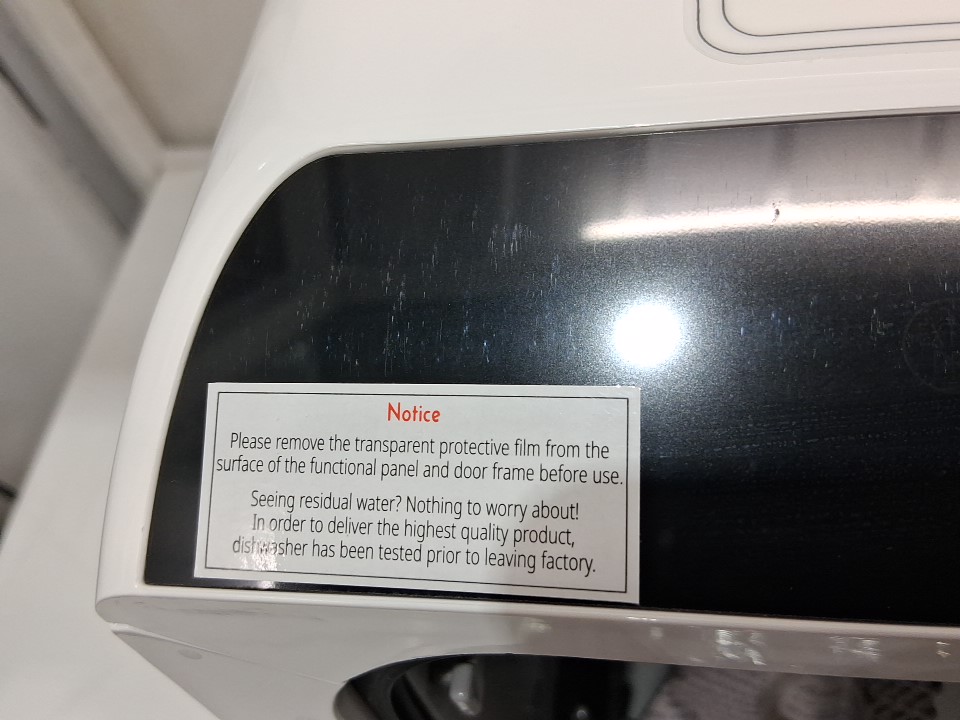 Notice
Please remove the transparent protective film from the
surface of the functional panel and door frame before use.
Seeing residual water? Nothing to worry about!
In order to deliver the highest quality product,
dishwasher has been tested prior to leaving factory.